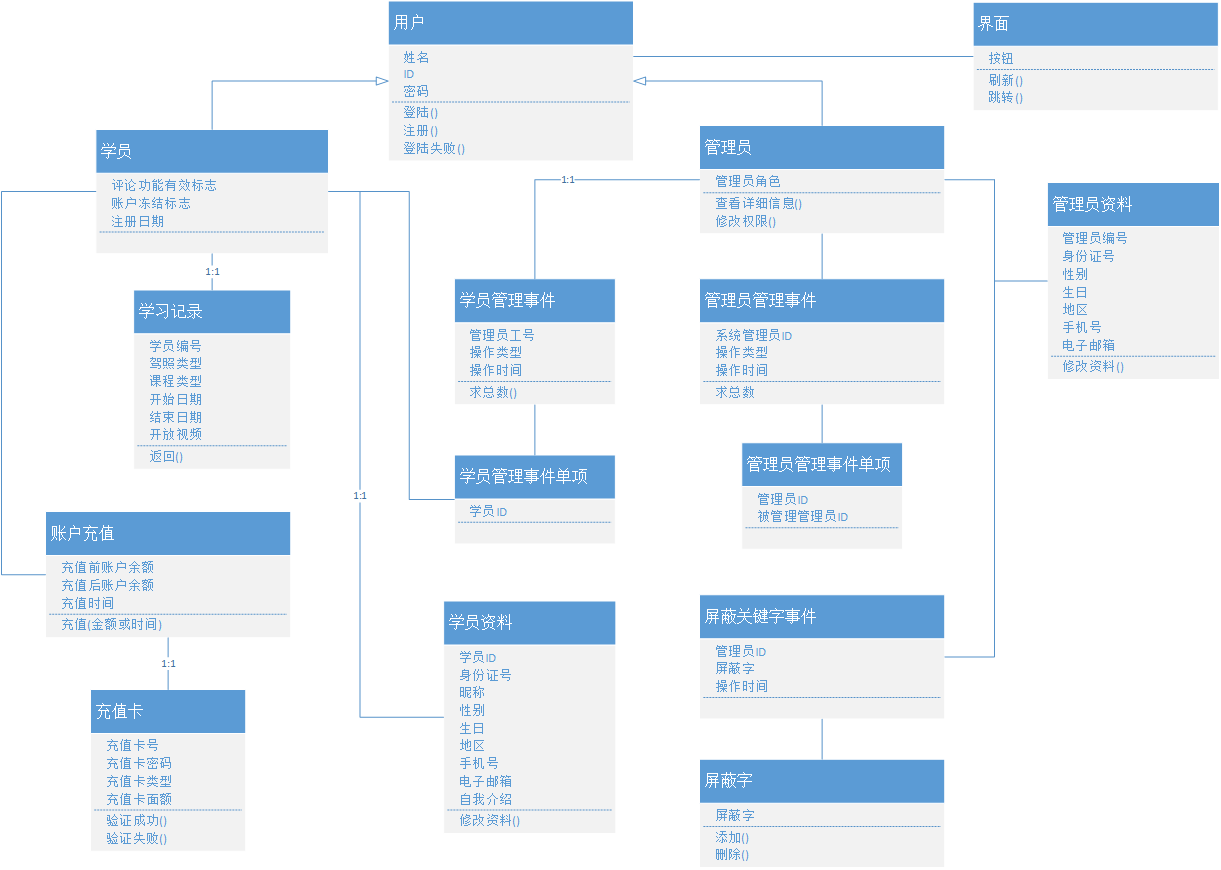 用户
姓名
ID
密码
登陆()
注册()
登陆失败()
界面
按钮
刷新()
跳转()
学员
评论功能有效标志
账户冻结标志
注册日期
管理员
管理员角色
查看详细信息()
修改权限()
1:1
管理员资料
管理员编号
身份证号
性别
生日
地区
手机号
电子邮箱
修改资料()
1:1
学习记录
学员编号
驾照类型
课程类型
开始日期
结束日期
开放视频
返回()
学员管理事件
管理员工号
操作类型
操作时间
求总数()
管理员管理事件
系统管理员ID
操作类型
操作时间
求总数
学员管理事件单项
学员ID
管理员管理事件单项
管理员ID
被管理管理员ID
1:1
账户充值
充值前账户余额
充值后账户余额
充值时间
充值(金额或时间)
1:1
充值卡
充值卡号
充值卡密码
充值卡类型
充值卡面额
验证成功()
验证失败()
学员资料
学员ID
身份证号
昵称
性别
生日
地区
手机号
电子邮箱
自我介绍
修改资料()
屏蔽关键字事件
管理员ID
屏蔽字
操作时间
屏蔽字
屏蔽字
添加()
删除()